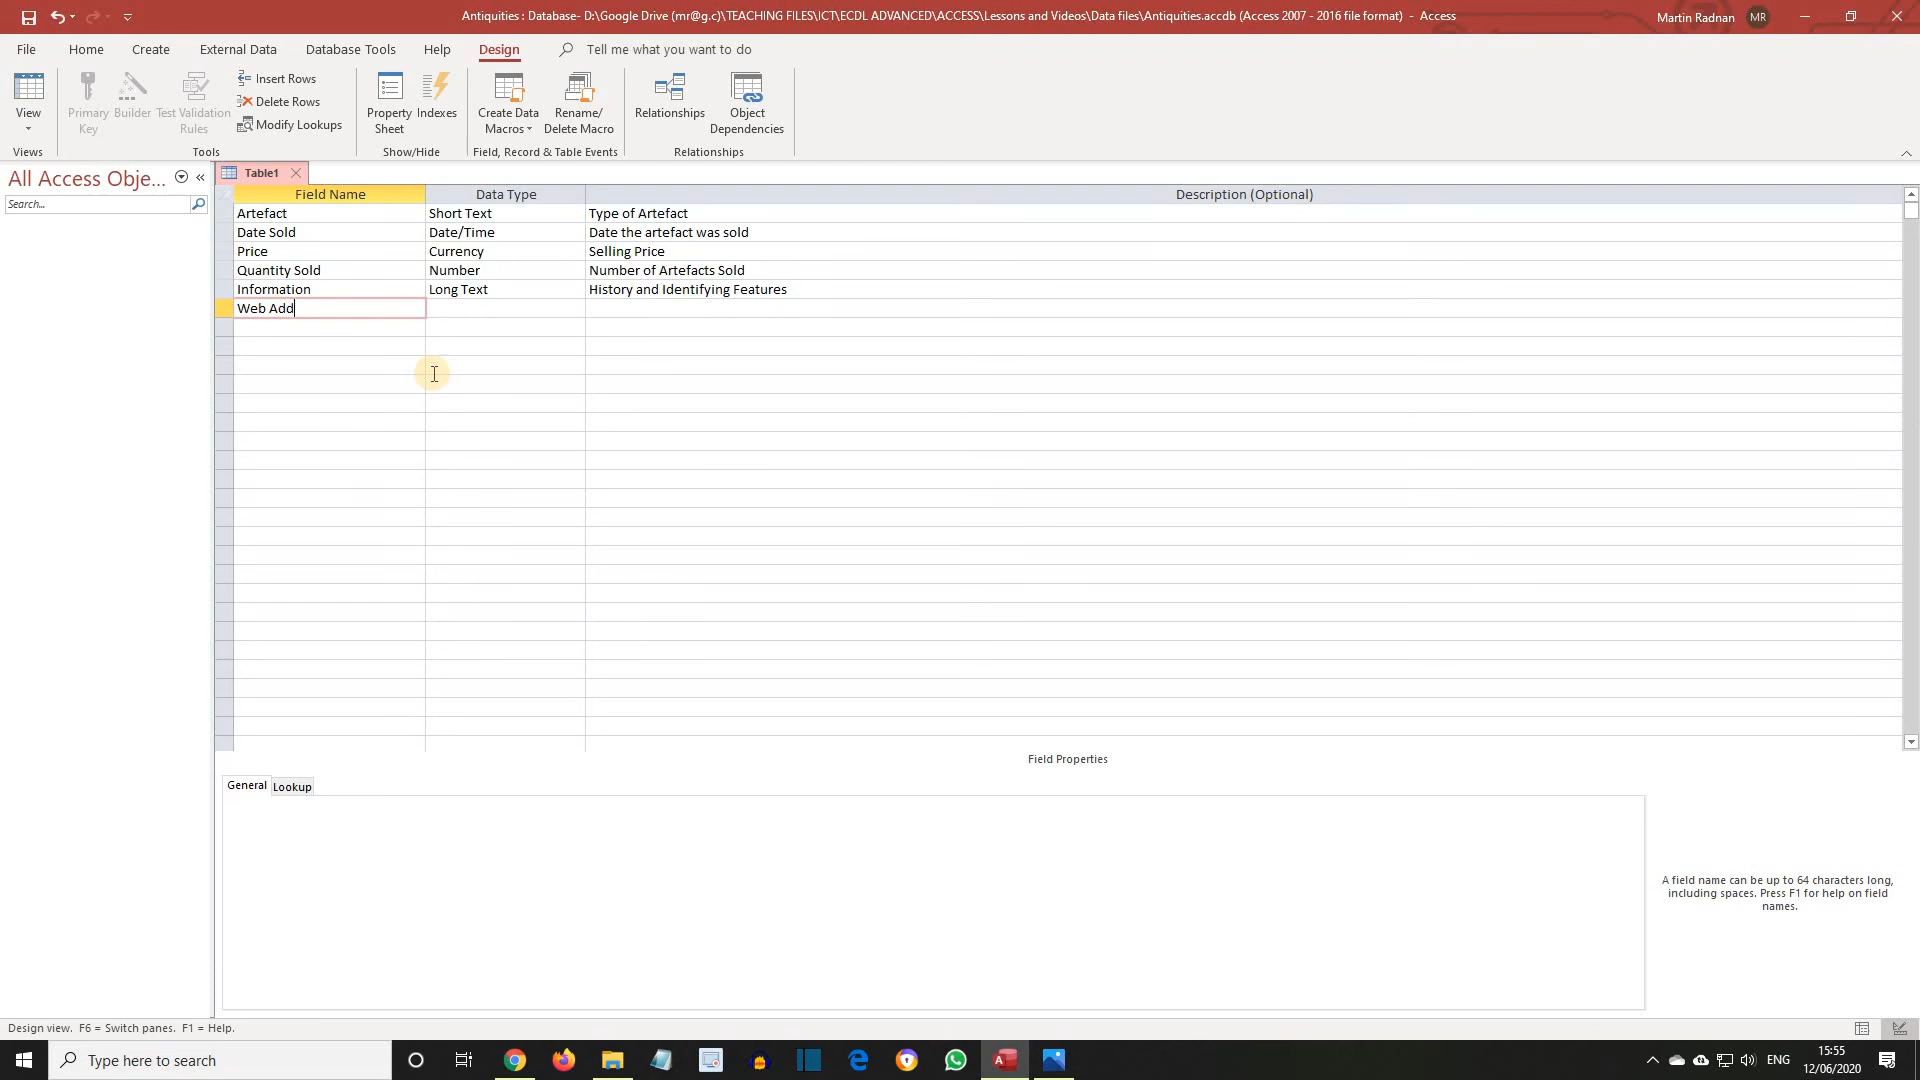 Antiquities : Database- D:\Google Drive (mr@g.c)\TEACHING FILES\ICT\ECDL ADVANCED\ACCESS\Lessons and Videos\Data files\Antiquities.accdb (Access 2007 - 2016 file format) - Access
Martin Radnan MR
File Home Create External Data Database Tools Help Design Tell me what you want to do
View
Primary Key
Builder
Test Validation Rules
Insert Rows
Delete Rows
Modify Lookups
Property Sheet
Indexes
Create Data Macros
Rename/ Delete Macro
Relationships
Object Dependencies
Views Tools Show/Hide Field, Record & Table Events Relationships
All Access Obje...
Search...
Table1
Field Name Data Type Description (Optional)
Artefact Short Text Type of Artefact
Date Sold Date/Time Date the artefact was sold
Price Currency Selling Price
Quantity Sold Number Number of Artefacts Sold
Information Long Text History and Identifying Features
Web Add
Field Properties
General Lookup
A field name can be up to 64 characters long,
including spaces. Press F1 for help on field
names.
Design view. F6 = Switch panes. F1 = Help.
Type here to search
ENG
15:55
12/06/2020